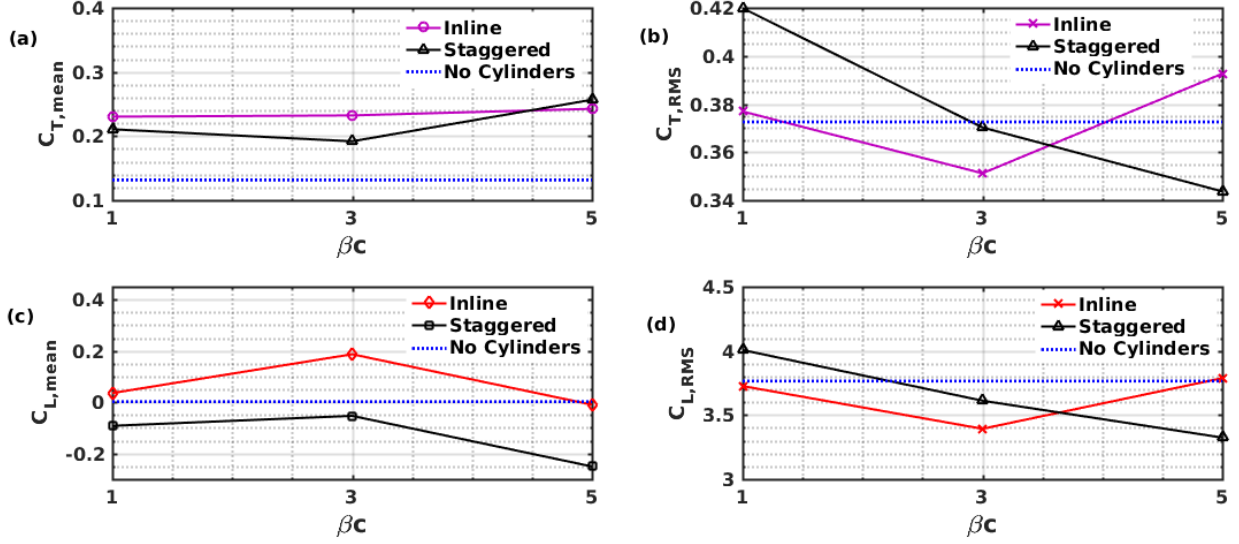 (a)
0.4
0.3
0.2
0.1
C_T,mean
Inline
Staggered
No Cylinders
1 3 5
βc
(b)
0.42
0.4
0.38
0.36
0.34
C_T,RMS
Inline
Staggered
No Cylinders
1 3 5
βc
(c)
0.4
0.2
0
-0.2
C_L,mean
Inline
Staggered
No Cylinders
1 3 5
βc
(d)
4.5
4
3.5
3
C_L,RMS
Inline
Staggered
No Cylinders
1 3 5
βc